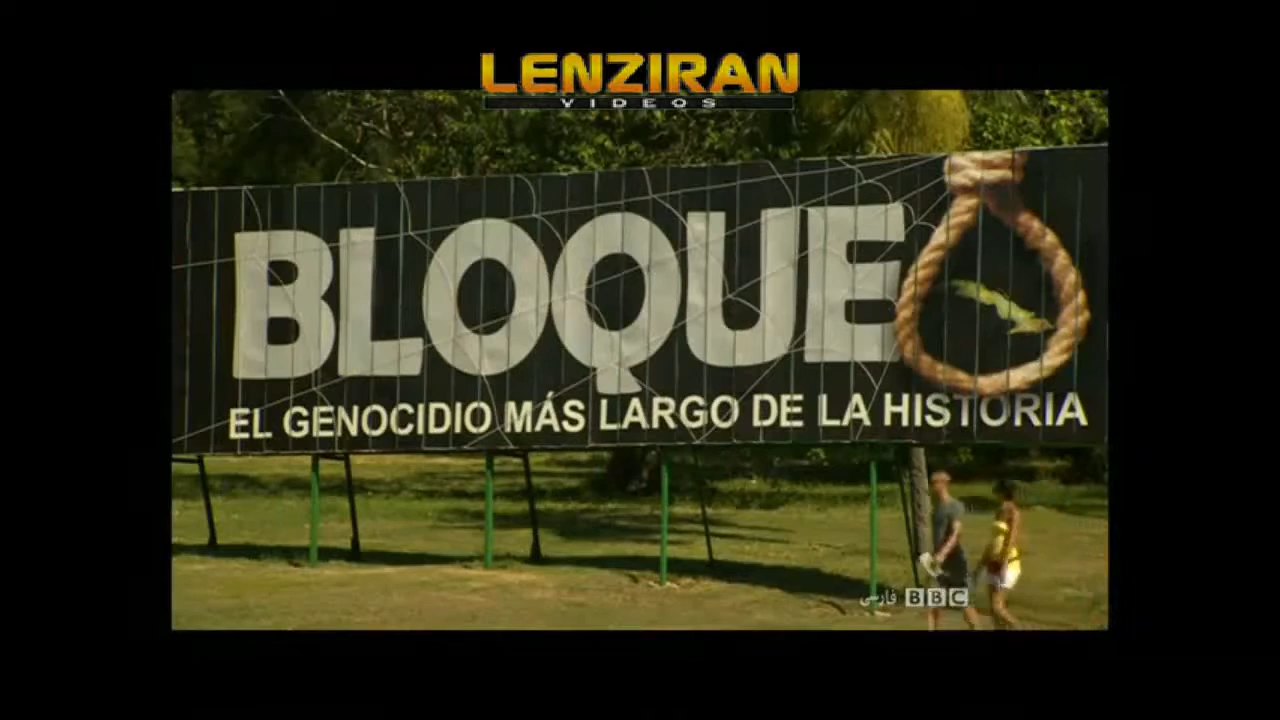 LENZIRAN
VIDEOS
BLOQUEO
EL GENOCIDIO MÁS LARGO DE LA HISTORIA
BBC فارسی